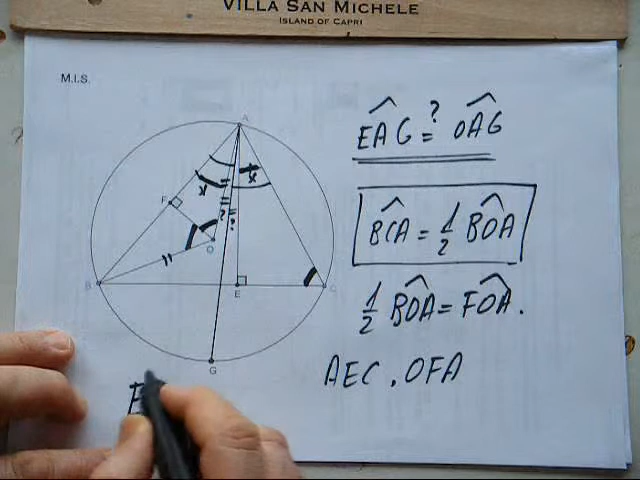 VILLA SAN MICHELE
ISLAND OF CAPRI
M.I.S.
A
F
O
B
E
C
G
x
x
?
?
EAG ?= OAG
BCA = 1/2 BOA
1/2 BOA = FOA.
AEC, OFA
E